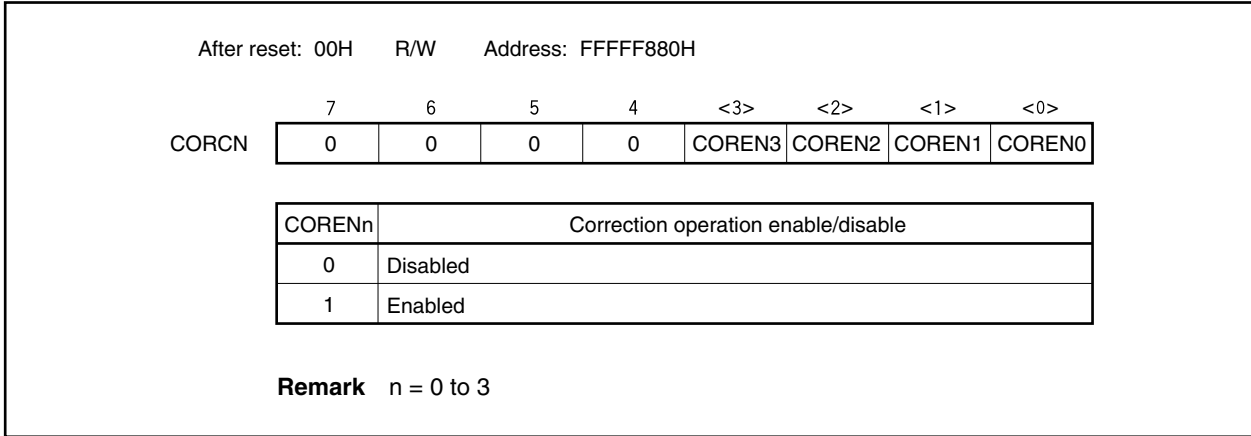 After reset: 00H R/W Address: FFFFF880H
7 6 5 4 <3> <2> <1> <0>
CORCN 0 0 0 0 COREN3 COREN2 COREN1 COREN0
CORENn Correction operation enable/disable
0 Disabled
1 Enabled
Remark n = 0 to 3